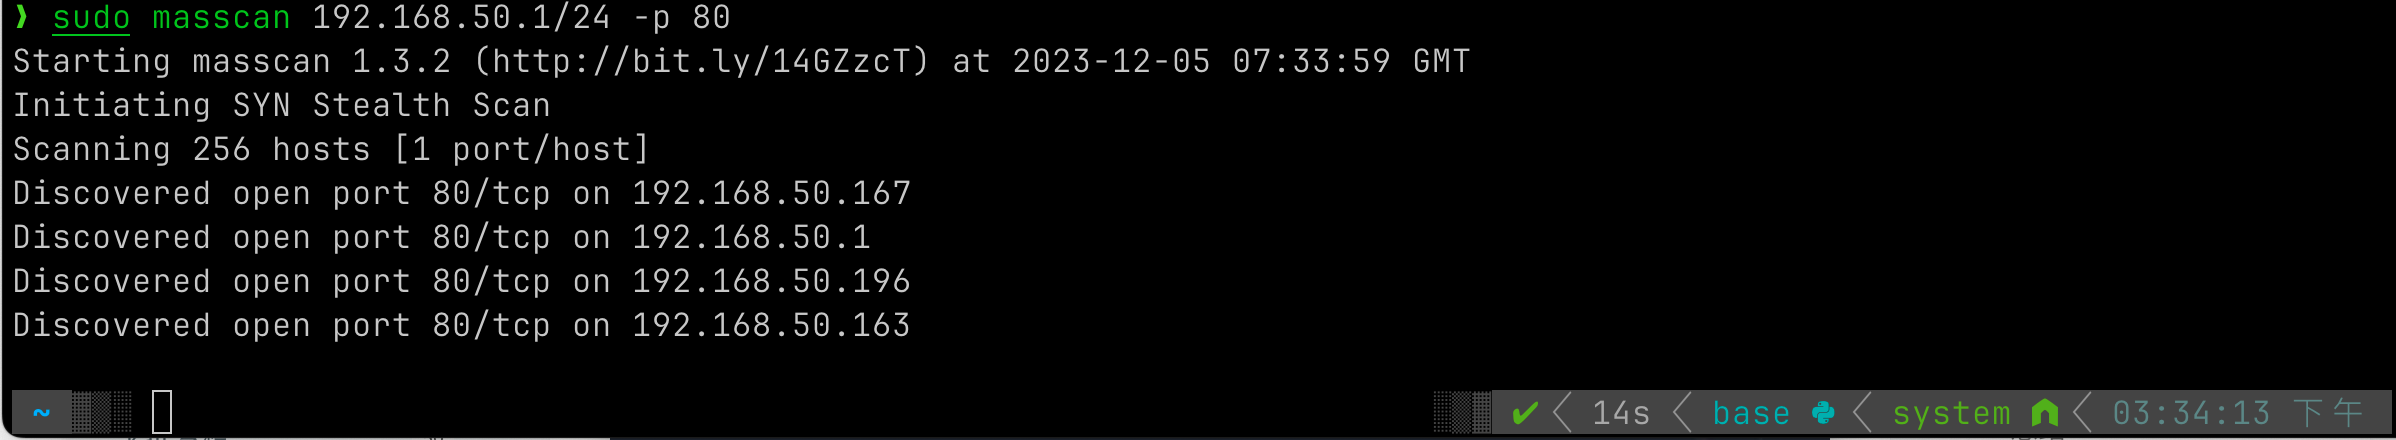 ❯ sudo masscan 192.168.50.1/24 -p 80
Starting masscan 1.3.2 (http://bit.ly/14GZzcT) at 2023-12-05 07:33:59 GMT
Initiating SYN Stealth Scan
Scanning 256 hosts [1 port/host]
Discovered open port 80/tcp on 192.168.50.167
Discovered open port 80/tcp on 192.168.50.1
Discovered open port 80/tcp on 192.168.50.196
Discovered open port 80/tcp on 192.168.50.163
~ ✔ 14s base system 03:34:13 下午